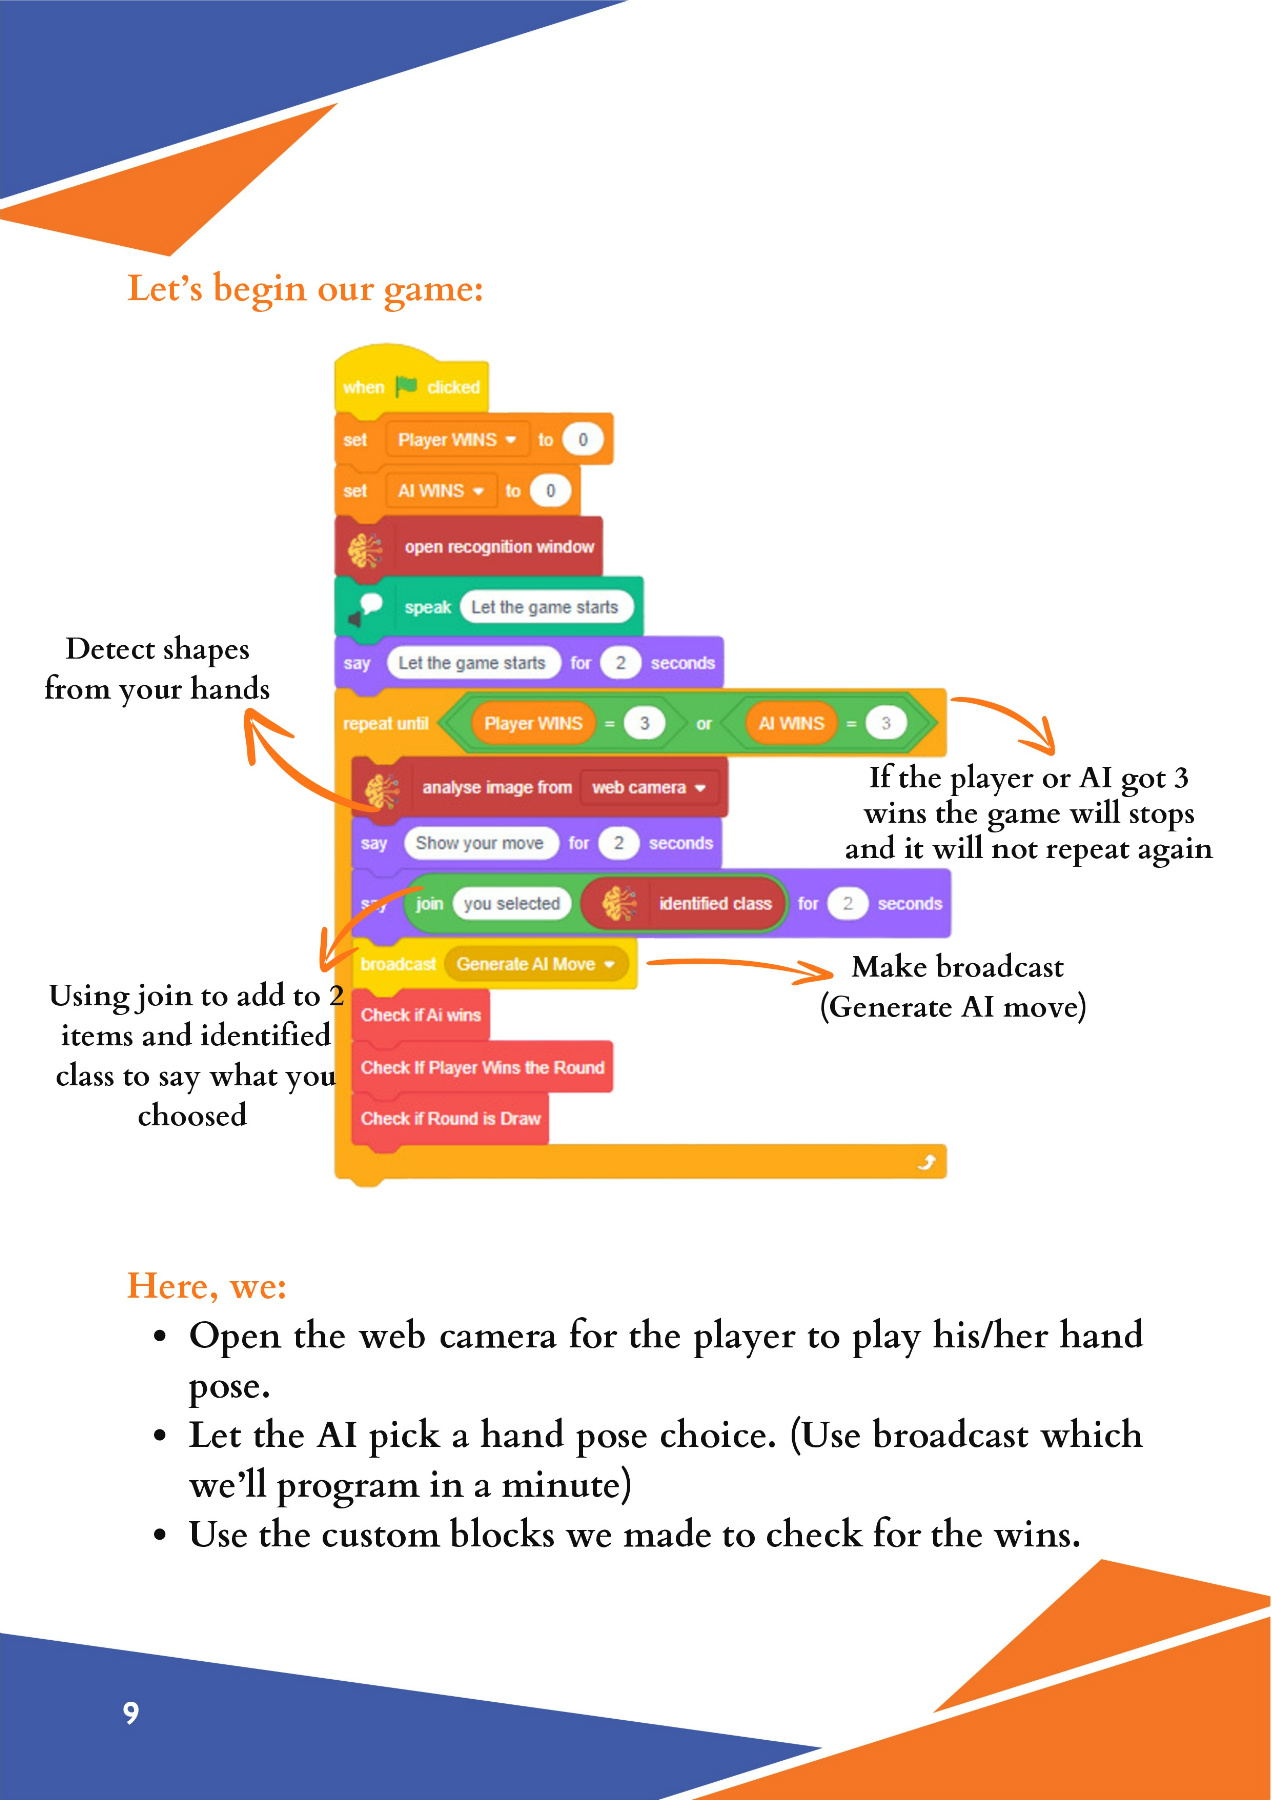 Let's begin our game:
when clicked
set Player WINS to 0
set AI WINS to 0
open recognition window
speak Let the game starts
say Let the game starts for 2 seconds
Detect shapes
from your hands
repeat until Player WINS = 3 or AI WINS = 3
If the player or AI got 3
wins the game will stops
and it will not repeat again
analyse image from web camera
say Show your move for 2 seconds
say join you selected identified class for 2 seconds
broadcast Generate AI Move
Make broadcast
(Generate AI move)
Using join to add to 2
items and identified
class to say what you
choosed
Check if Ai wins
Check If Player Wins the Round
Check if Round is Draw
Here, we:
• Open the web camera for the player to play his/her hand
pose.
• Let the AI pick a hand pose choice. (Use broadcast which
we'll program in a minute)
• Use the custom blocks we made to check for the wins.
9